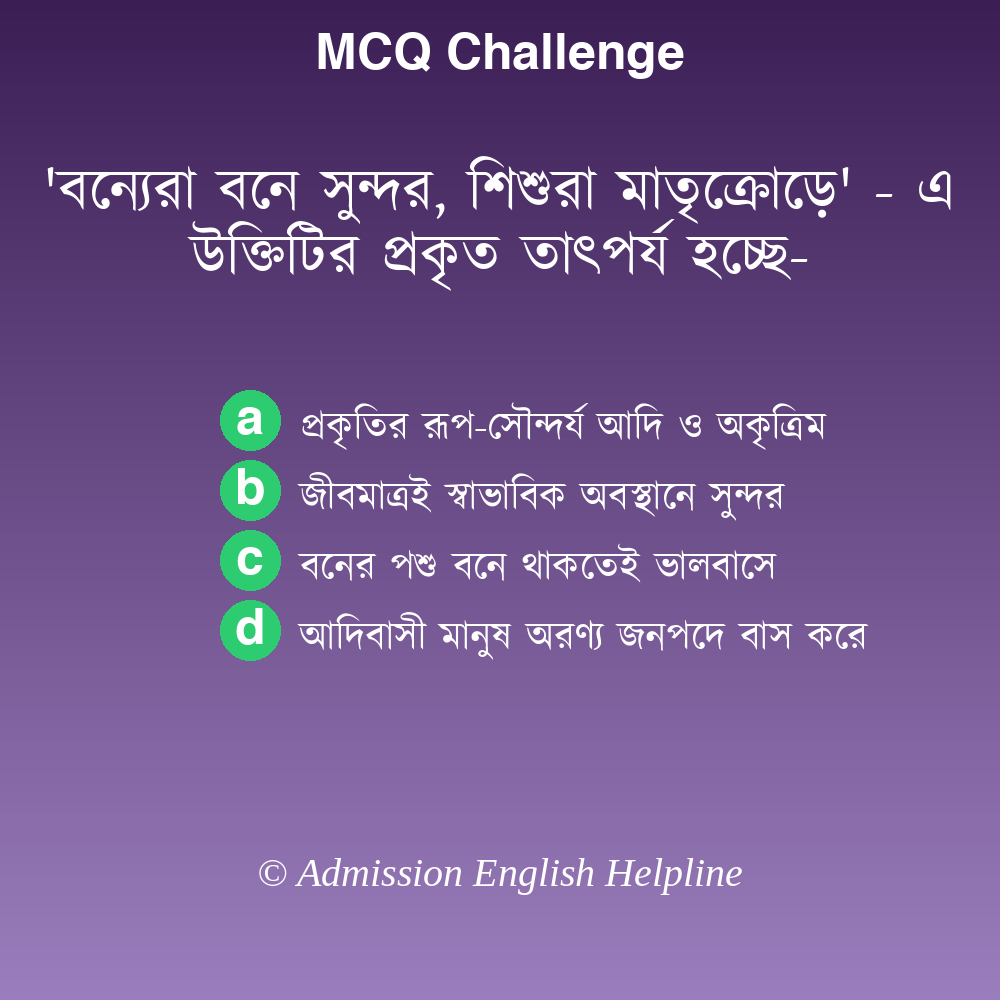 MCQ Challenge
'বন্যেরা বনে সুন্দর, শিশুরা মাতৃক্রোড়ে' - এ
উক্তিটির প্রকৃত তাৎপর্য হচ্ছে-
a প্রকৃতির রূপ-সৌন্দর্য আদি ও অকৃত্রিম
b জীবমাত্রই স্বাভাবিক অবস্থানে সুন্দর
c বনের পশু বনে থাকতেই ভালবাসে
d আদিবাসী মানুষ অরণ্য জনপদে বাস করে
© Admission English Helpline